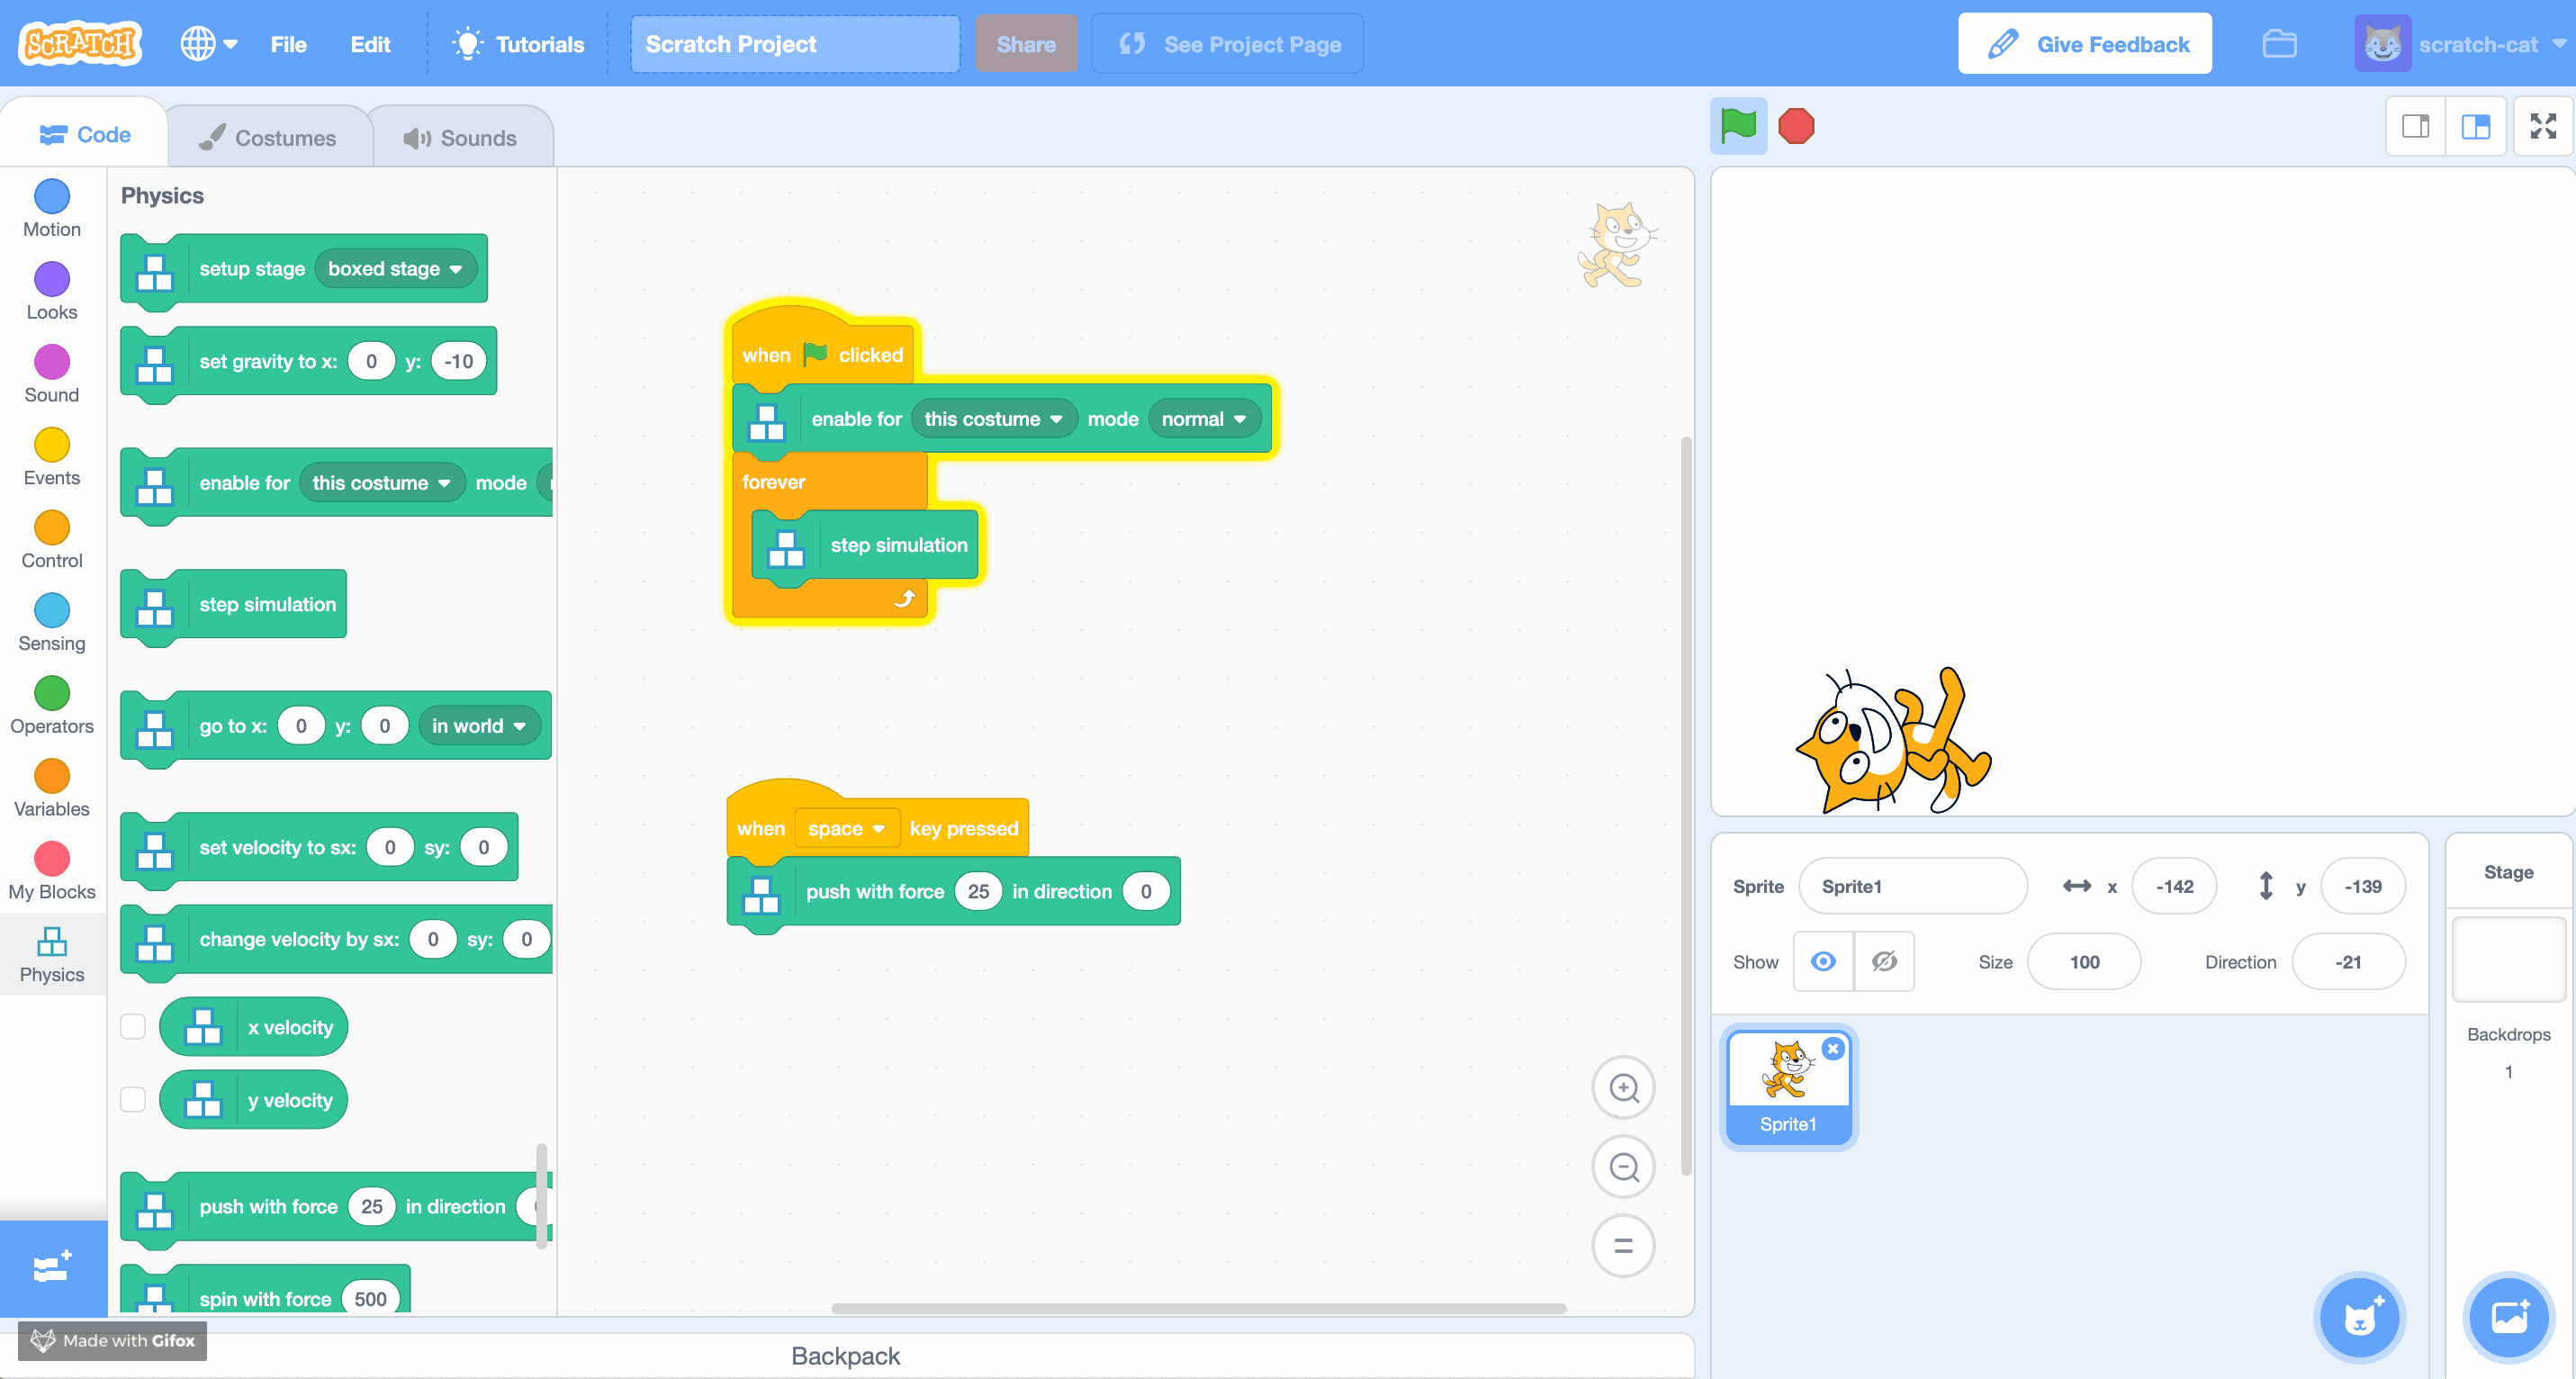 SCRATCH File Edit Tutorials Scratch Project Share See Project Page Give Feedback scratch-cat
Code Costumes Sounds
Motion
Looks
Sound
Events
Control
Sensing
Operators
Variables
My Blocks
Physics
Physics
setup stage boxed stage
set gravity to x: 0 y: -10
enable for this costume mode
step simulation
go to x: 0 y: 0 in world
set velocity to sx: 0 sy: 0
change velocity by sx: 0 sy: 0
x velocity
y velocity
push with force 25 in direction
spin with force 500
when clicked
enable for this costume mode normal
forever
step simulation
when space key pressed
push with force 25 in direction 0
Sprite Sprite1 x -142 y -139
Show Size 100 Direction -21
Sprite1
Stage
Backdrops
1
Made with Gifox
Backpack